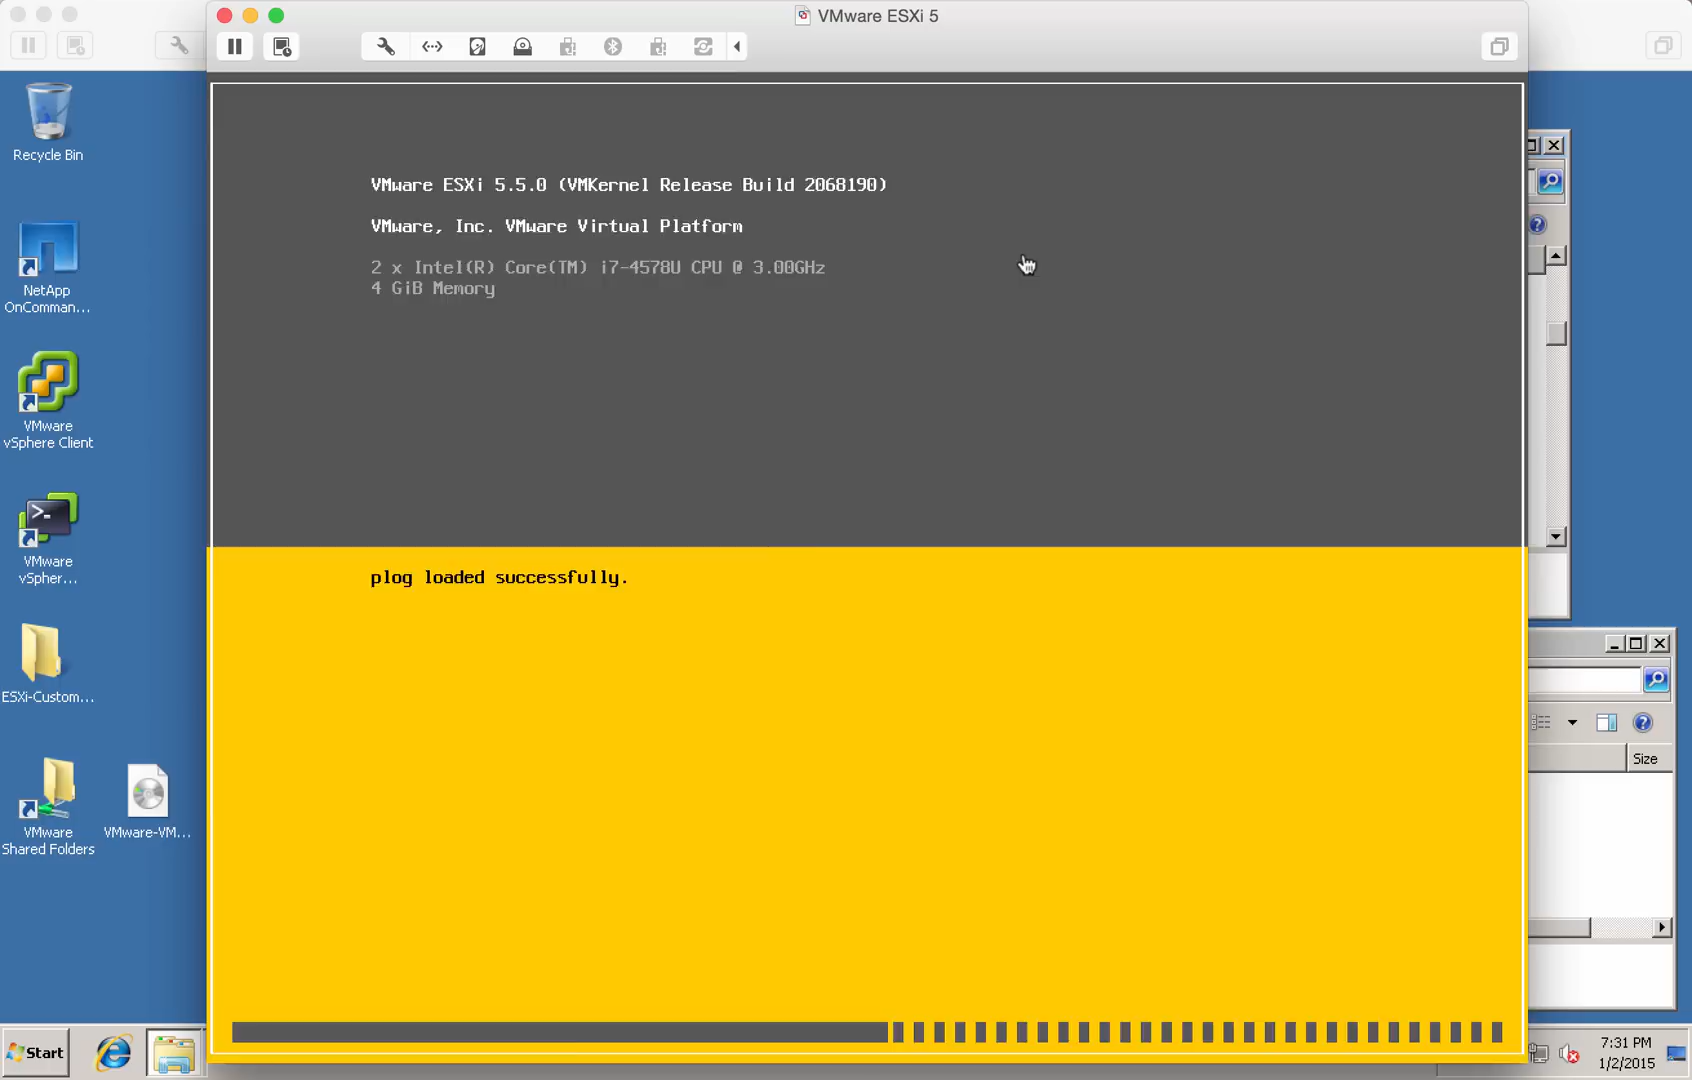 VMware ESXi 5
Recycle Bin
NetApp
OnComman...
VMware
vSphere Client
VMware
vSpher...
ESXi-Custom...
VMware
Shared Folders
VMware-VM...
VMware ESXi 5.5.0 (VMKernel Release Build 2068190)
VMware, Inc. VMware Virtual Platform
2 x Intel(R) Core(TM) i7-4578U CPU @ 3.00GHz
4 GiB Memory
plog loaded successfully.
Size
Start
7:31 PM
1/2/2015